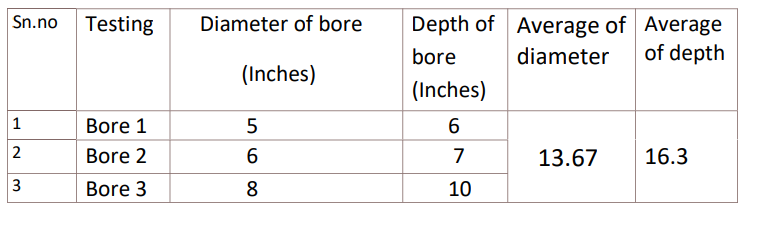 Sn.no Testing Diameter of bore (Inches) Depth of bore (Inches) Average of diameter Average of depth
1 Bore 1 5 6 13.67 16.3
2 Bore 2 6 7
3 Bore 3 8 10